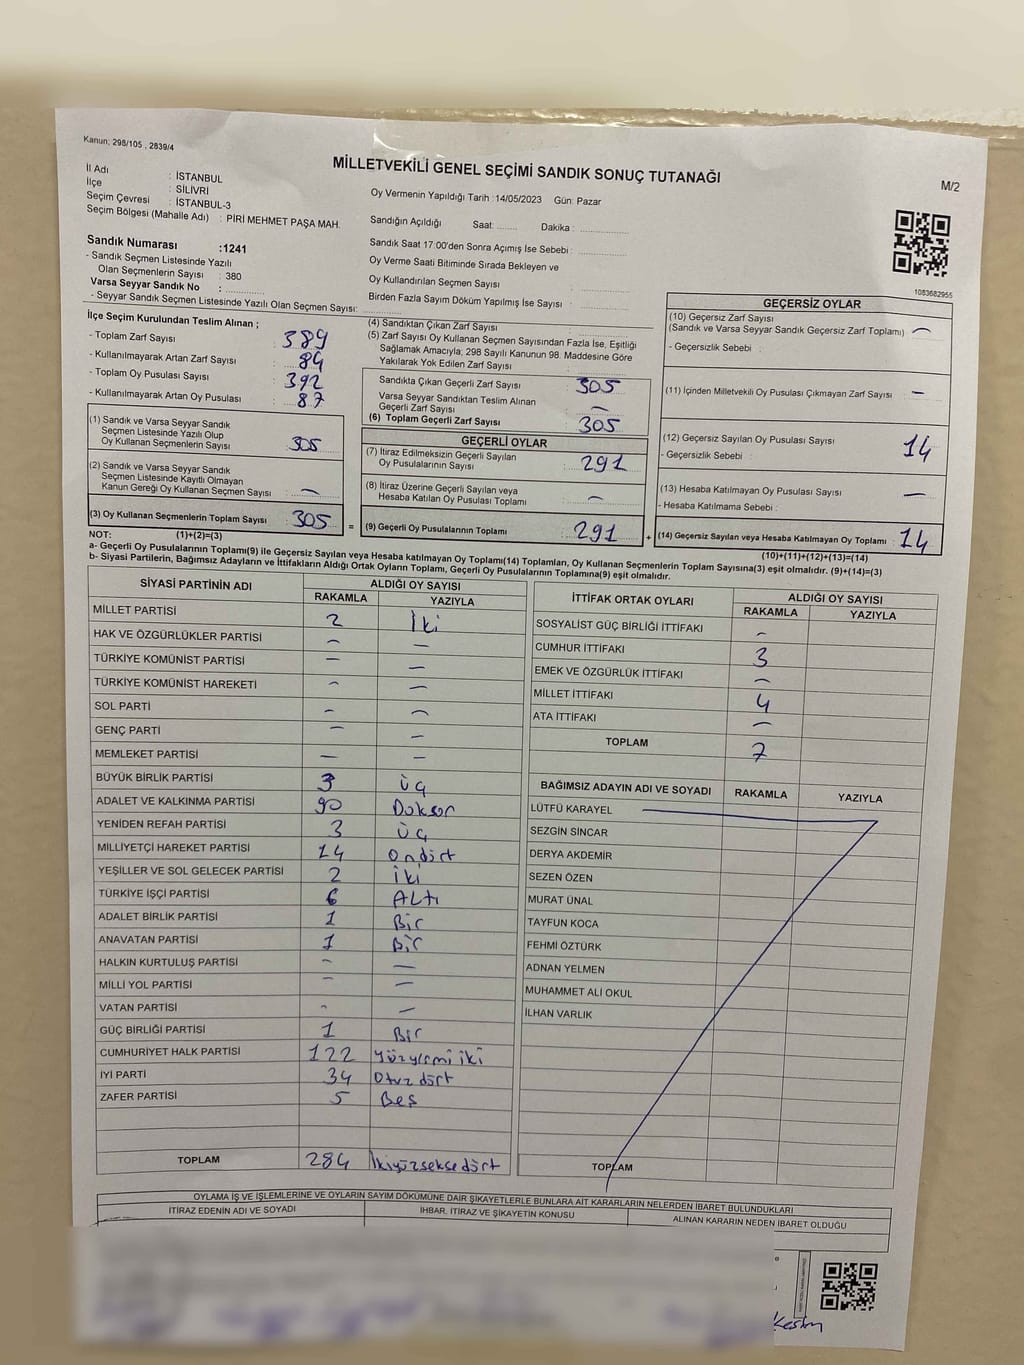 Kanun; 298/105 , 2839/4
MİLLETVEKİLİ GENEL SEÇİMİ SANDIK SONUÇ TUTANAĞI
M/2
İl Adı : İSTANBUL
İlçe : SİLİVRİ
Seçim Çevresi : İSTANBUL-3
Seçim Bölgesi (Mahalle Adı) : PİRİ MEHMET PAŞA MAH.
Sandık Numarası :1241
- Sandık Seçmen Listesinde Yazılı
Olan Seçmenlerin Sayısı : 380
Varsa Seyyar Sandık No :
- Seyyar Sandık Seçmen Listesinde Yazılı Olan Seçmen Sayısı:
Oy Vermenin Yapıldığı Tarih :14/05/2023 Gün: Pazar
Sandığın Açıldığı Saat: Dakika :
Sandık Saat 17:00'den Sonra Açımış İse Sebebi :
Oy Verme Saati Bitiminde Sırada Bekleyen ve
Oy Kullandırılan Seçmen Sayısı :
Birden Fazla Sayım Döküm Yapılmış İse Sayısı :
1083682955
İlçe Seçim Kurulundan Teslim Alınan ;
- Toplam Zarf Sayısı : 389
- Kullanılmayarak Artan Zarf Sayısı : 84
- Toplam Oy Pusulası Sayısı : 392
- Kullanılmayarak Artan Oy Pusulası : 87
(1) Sandık ve Varsa Seyyar Sandık
Seçmen Listesinde Yazılı Olup
Oy Kullanan Seçmenlerin Sayısı : 305
(2) Sandık ve Varsa Seyyar Sandık
Seçmen Listesinde Kayıtlı Olmayan
Kanun Gereği Oy Kullanan Seçmen Sayısı : —
(3) Oy Kullanan Seçmenlerin Toplam Sayısı : 305
(4) Sandıktan Çıkan Zarf Sayısı :
(5) Zarf Sayısı Oy Kullanan Seçmen Sayısından Fazla İse, Eşitliği
Sağlamak Amacıyla; 298 Sayılı Kanunun 98. Maddesine Göre
Yakılarak Yok Edilen Zarf Sayısı :
Sandıkta Çıkan Geçerli Zarf Sayısı : 305
Varsa Seyyar Sandıktan Teslim Alınan
Geçerli Zarf Sayısı : —
(6) Toplam Geçerli Zarf Sayısı : 305
GEÇERLİ OYLAR
(7) İtiraz Edilmeksizin Geçerli Sayılan
Oy Pusulalarının Sayısı : 291
(8) İtiraz Üzerine Geçerli Sayılan veya
Hesaba Katılan Oy Pusulası Toplamı : —
= (9) Geçerli Oy Pusulalarının Toplamı : 291 +
GEÇERSİZ OYLAR
(10) Geçersiz Zarf Sayısı
(Sandık ve Varsa Seyyar Sandık Geçersiz Zarf Toplamı) : —
- Geçersizlik Sebebi :
(11) İçinden Milletvekili Oy Pusulası Çıkmayan Zarf Sayısı : —
(12) Geçersiz Sayılan Oy Pusulası Sayısı : 14
- Geçersizlik Sebebi :
(13) Hesaba Katılmayan Oy Pusulası Sayısı : —
- Hesaba Katılmama Sebebi :
(14) Geçersiz Sayılan veya Hesaba Katılmayan Oy Toplamı : 14
NOT: (1)+(2)=(3)
(10)+(11)+(12)+(13)=(14)
a- Geçerli Oy Pusulaları Toplamı(9) ile Geçersiz Sayılan veya Hesaba katılmayan Oy Toplamı(14) Toplamları, Oy Kullanan Seçmenlerin Toplam Sayısına(3) eşit olmalıdır. (9)+(14)=(3)
b- Siyasi Partilerin, Bağımsız Adayların ve İttifakların Aldığı Ortak Oyların Toplamı, Geçerli Oy Pusulalarının Toplamına(9) eşit olmalıdır.
SİYASİ PARTİNİN ADI ALDIĞI OY SAYISI
RAKAMLA YAZIYLA
MİLLET PARTİSİ 2 İki
HAK VE ÖZGÜRLÜKLER PARTİSİ — —
TÜRKİYE KOMÜNİST PARTİSİ — —
TÜRKİYE KOMÜNİST HAREKETİ — —
SOL PARTİ — —
GENÇ PARTİ — —
MEMLEKET PARTİSİ — —
BÜYÜK BİRLİK PARTİSİ 3 Üç
ADALET VE KALKINMA PARTİSİ 90 Doksan
YENİDEN REFAH PARTİSİ 3 Üç
MİLLİYETÇİ HAREKET PARTİSİ 14 Ondört
YEŞİLLER VE SOL GELECEK PARTİSİ 2 İki
TÜRKİYE İŞÇİ PARTİSİ 6 Altı
ADALET BİRLİK PARTİSİ 1 Bir
ANAVATAN PARTİSİ 1 Bir
HALKIN KURTULUŞ PARTİSİ — —
MİLLİ YOL PARTİSİ — —
VATAN PARTİSİ — —
GÜÇ BİRLİĞİ PARTİSİ 1 Bir
CUMHURİYET HALK PARTİSİ 122 Yüzyirmi iki
İYİ PARTİ 34 Otuz dört
ZAFER PARTİSİ 5 Beş
TOPLAM 284 İkiyüzseksedört
İTTİFAK ORTAK OYLARI ALDIĞI OY SAYISI
RAKAMLA YAZIYLA
SOSYALİST GÜÇ BİRLİĞİ İTTİFAKI —
CUMHUR İTTİFAKI 3
EMEK VE ÖZGÜRLÜK İTTİFAKI —
MİLLET İTTİFAKI 4
ATA İTTİFAKI —
TOPLAM 7
BAĞIMSIZ ADAYIN ADI VE SOYADI RAKAMLA YAZIYLA
LÜTFÜ KARAYEL
SEZGİN SİNCAR
DERYA AKDEMİR
SEZEN ÖZEN
MURAT ÜNAL
TAYFUN KOCA
FEHMİ ÖZTÜRK
ADNAN YELMEN
MUHAMMET ALİ OKUL
İLHAN VARLIK
TOPLAM
OYLAMA İŞ VE İŞLEMLERİNE VE OYLARIN SAYIM DÖKÜMÜNE DAİR ŞİKAYETLERLE BUNLARA AİT KARARLARIN NELERDEN İBARET BULUNDUKLARI
İTİRAZ EDENİN ADI VE SOYADI İHBAR, İTİRAZ VE ŞİKAYETİN KONUSU ALINAN KARARIN NEDEN İBARET OLDUĞU